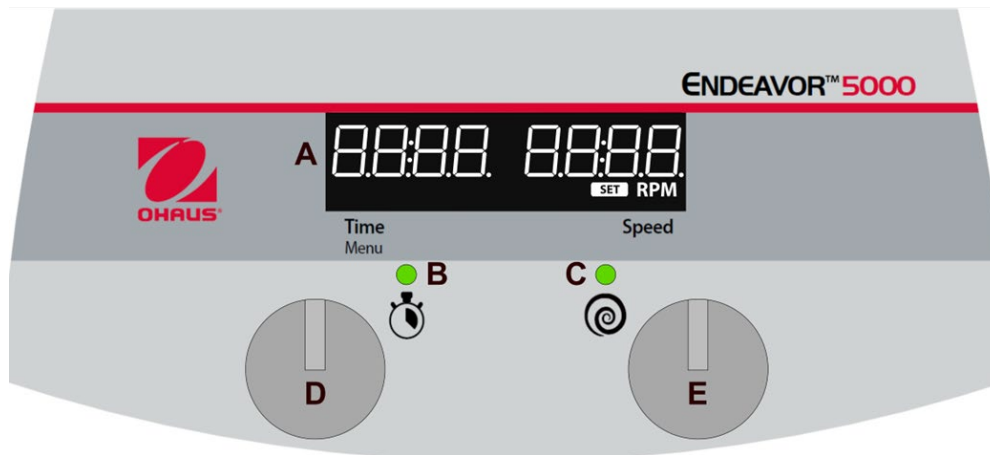 ENDEAVOR™5000
A 88:88 88:88
SET RPM
OHAUS®
Time Speed
Menu
B C
D E